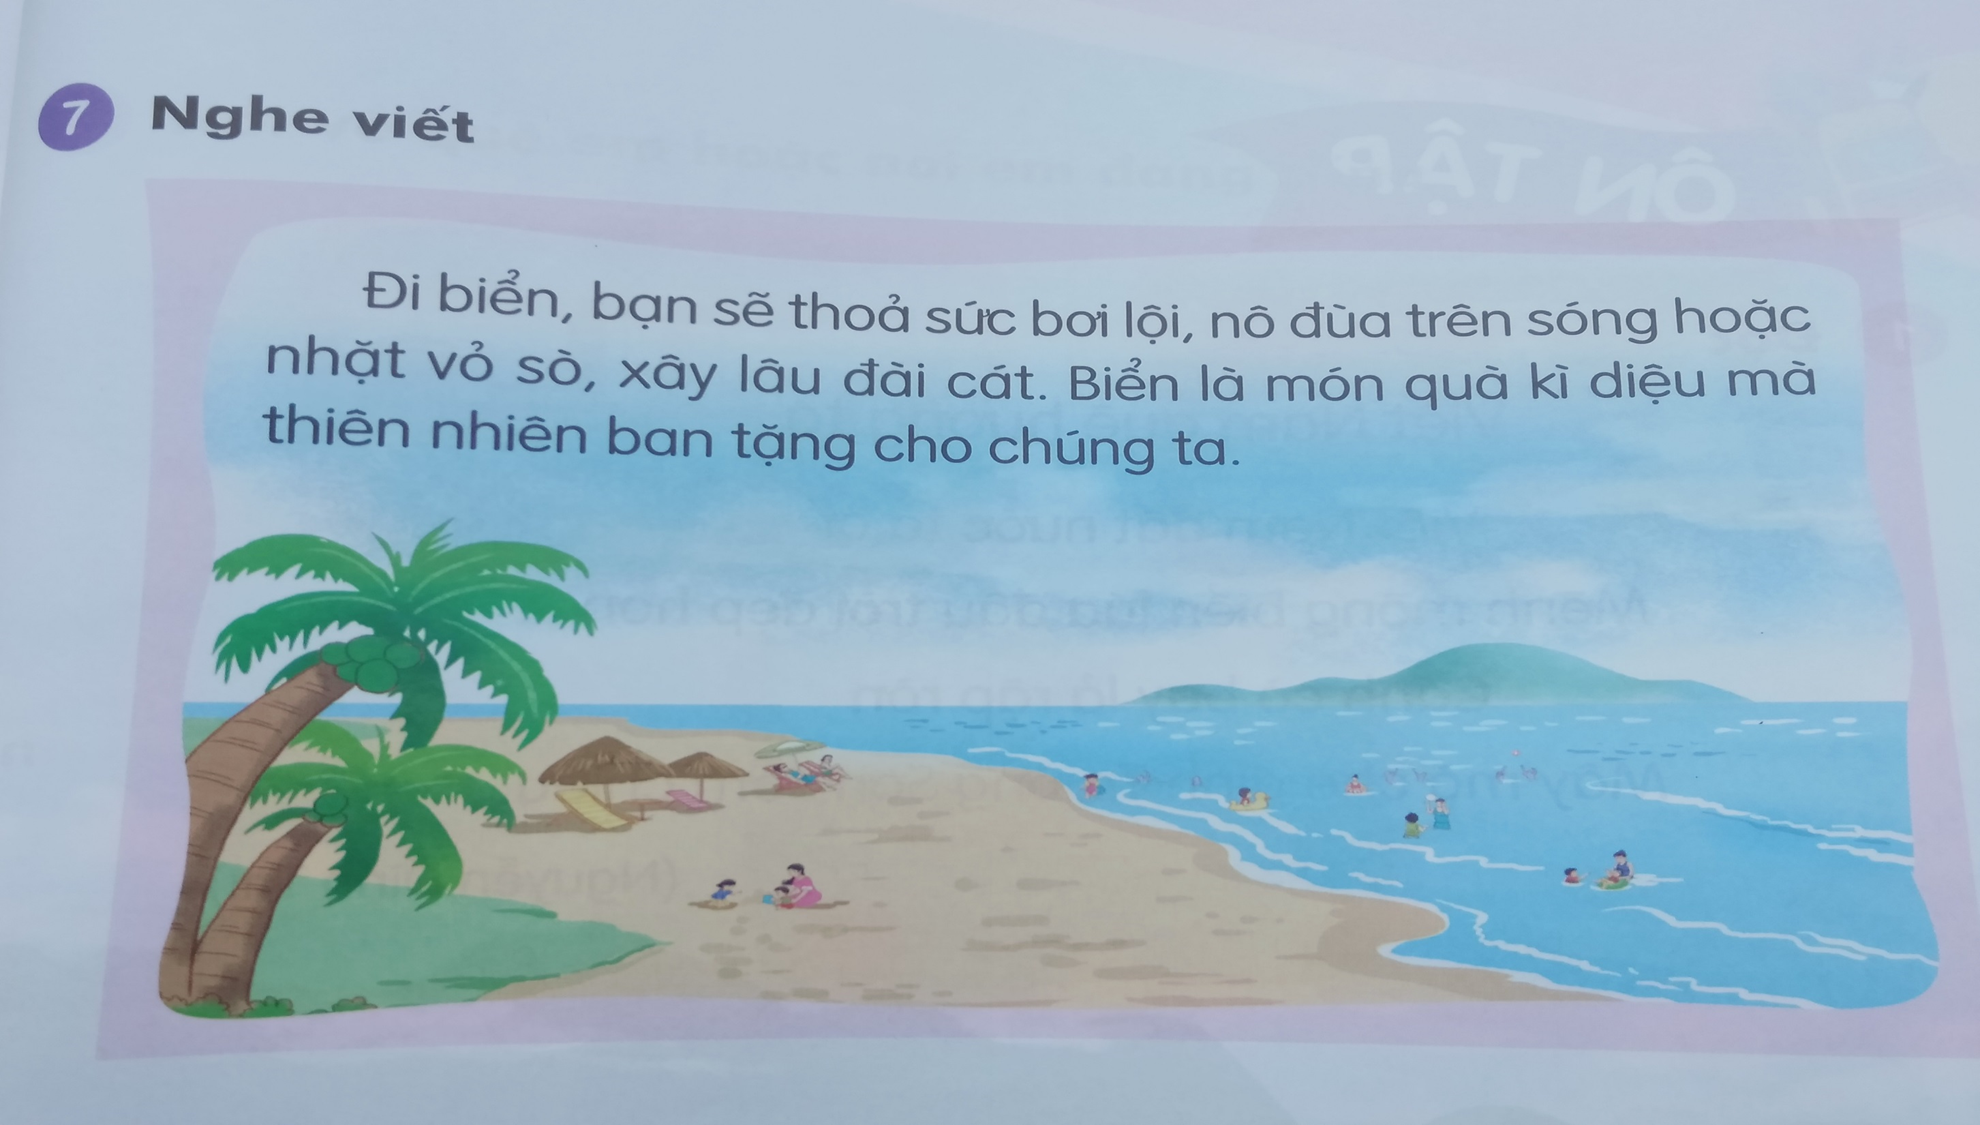 7 Nghe viết
Đi biển, bạn sẽ thoả sức bơi lội, nô đùa trên sóng hoặc
nhặt vỏ sò, xây lâu đài cát. Biển là món quà kì diệu mà
thiên nhiên ban tặng cho chúng ta.